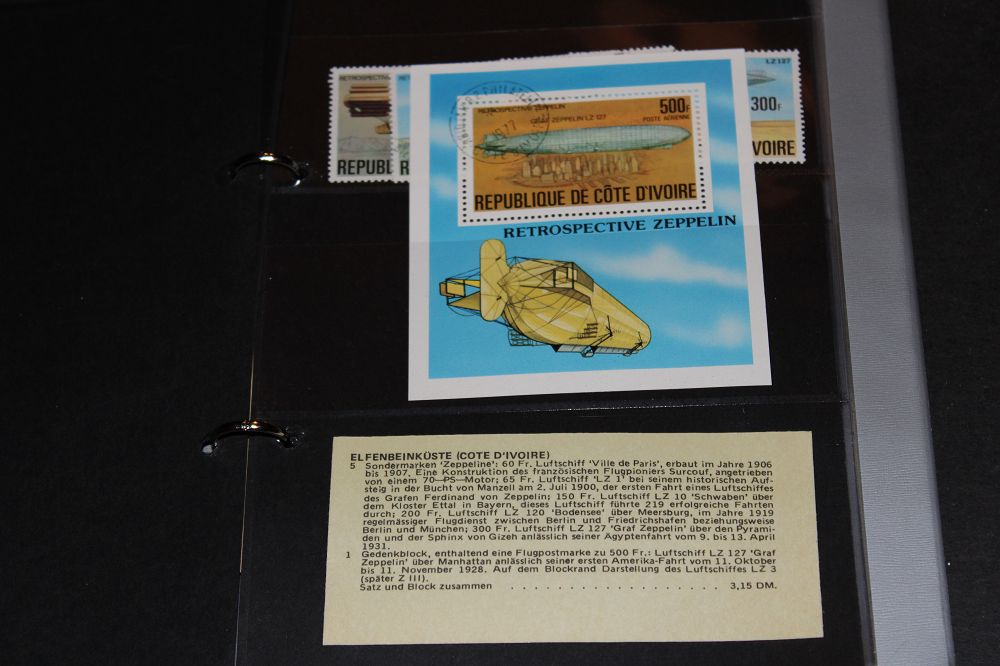 RETROSPECTIVE
REPUBL
LZ 127
300F
IVOIRE
RETROSPECTIVE ZEPPELIN
500F
GRAF ZEPPELIN LZ 127
POSTE AÉRIENNE
REPUBLIQUE DE CÔTE D'IVOIRE
RETROSPECTIVE ZEPPELIN
ELFENBEINKÜSTE (COTE D'IVOIRE)
5 Sondermarken 'Zeppeline': 60 Fr. Luftschiff 'Ville de Paris', erbaut im Jahre 1906
bis 1907. Eine Konstruktion des französischen Flugpioniers Surcouf, angetrieben
von einem 70—PS—Motor; 65 Fr. Luftschiff 'LZ 1' bei seinem historischen Auf-
steig in der Bucht von Manzell am 2. Juli 1900, der ersten Fahrt eines Luftschiffes
des Grafen Ferdinand von Zeppelin; 150 Fr. Luftschiff LZ 10 'Schwaben' über
dem Kloster Ettal in Bayern, dieses Luftschiff führte 219 erfolgreiche Fahrten
durch; 200 Fr. Luftschiff LZ 120 'Bodensee' über Meersburg, im Jahre 1919
regelmässiger Flugdienst zwischen Berlin und Friedrichshafen beziehungsweise
Berlin und München; 300 Fr. Luftschiff LZ 127 'Graf Zeppelin' über den Pyrami-
den und der Sphinx von Gizeh anlässlich seiner Ägyptenfahrt vom 9. bis 13. April
1931.
1 Gedenkblock, enthaltend eine Flugpostmarke zu 500 Fr.: Luftschiff LZ 127 'Graf
Zeppelin' über Manhattan anlässlich seiner ersten Amerika-Fahrt vom 11. Oktober
bis 11. November 1928. Auf dem Blockrand Darstellung des Luftschiffes LZ 3
(später Z III).
Satz und Block zusammen . . . . . . . . . . . . . . . . . 3,15 DM.